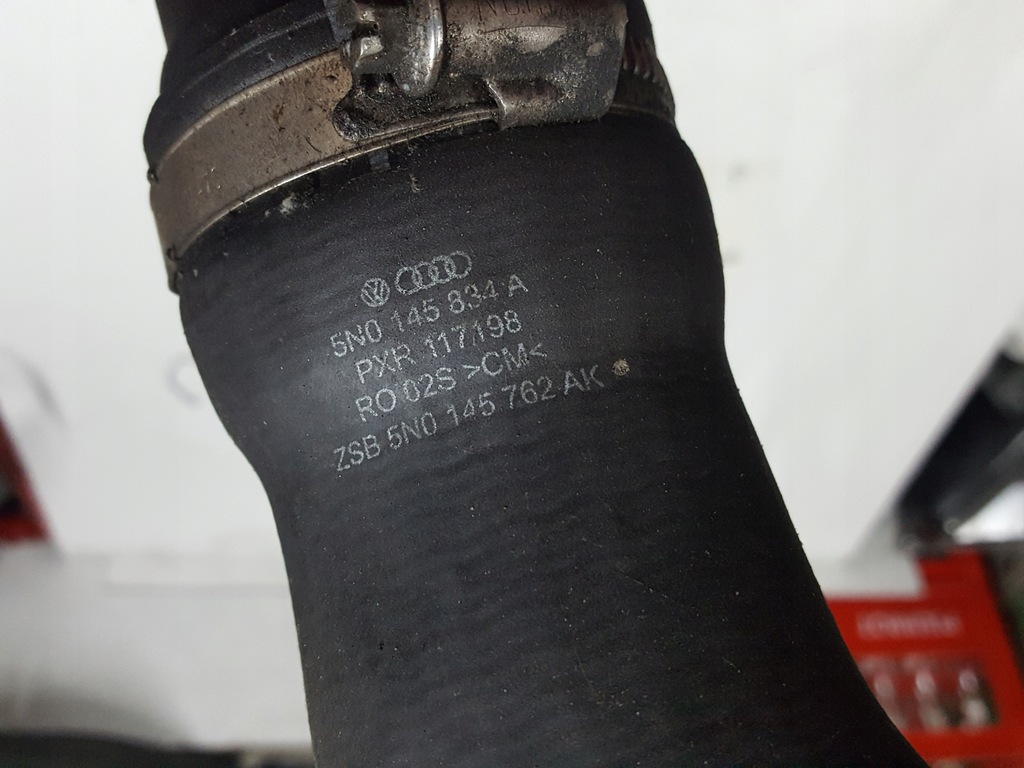 5N0 145 834 A
PXR 117198
RO 02S >CM<
ZSB 5N0 145 762 AK